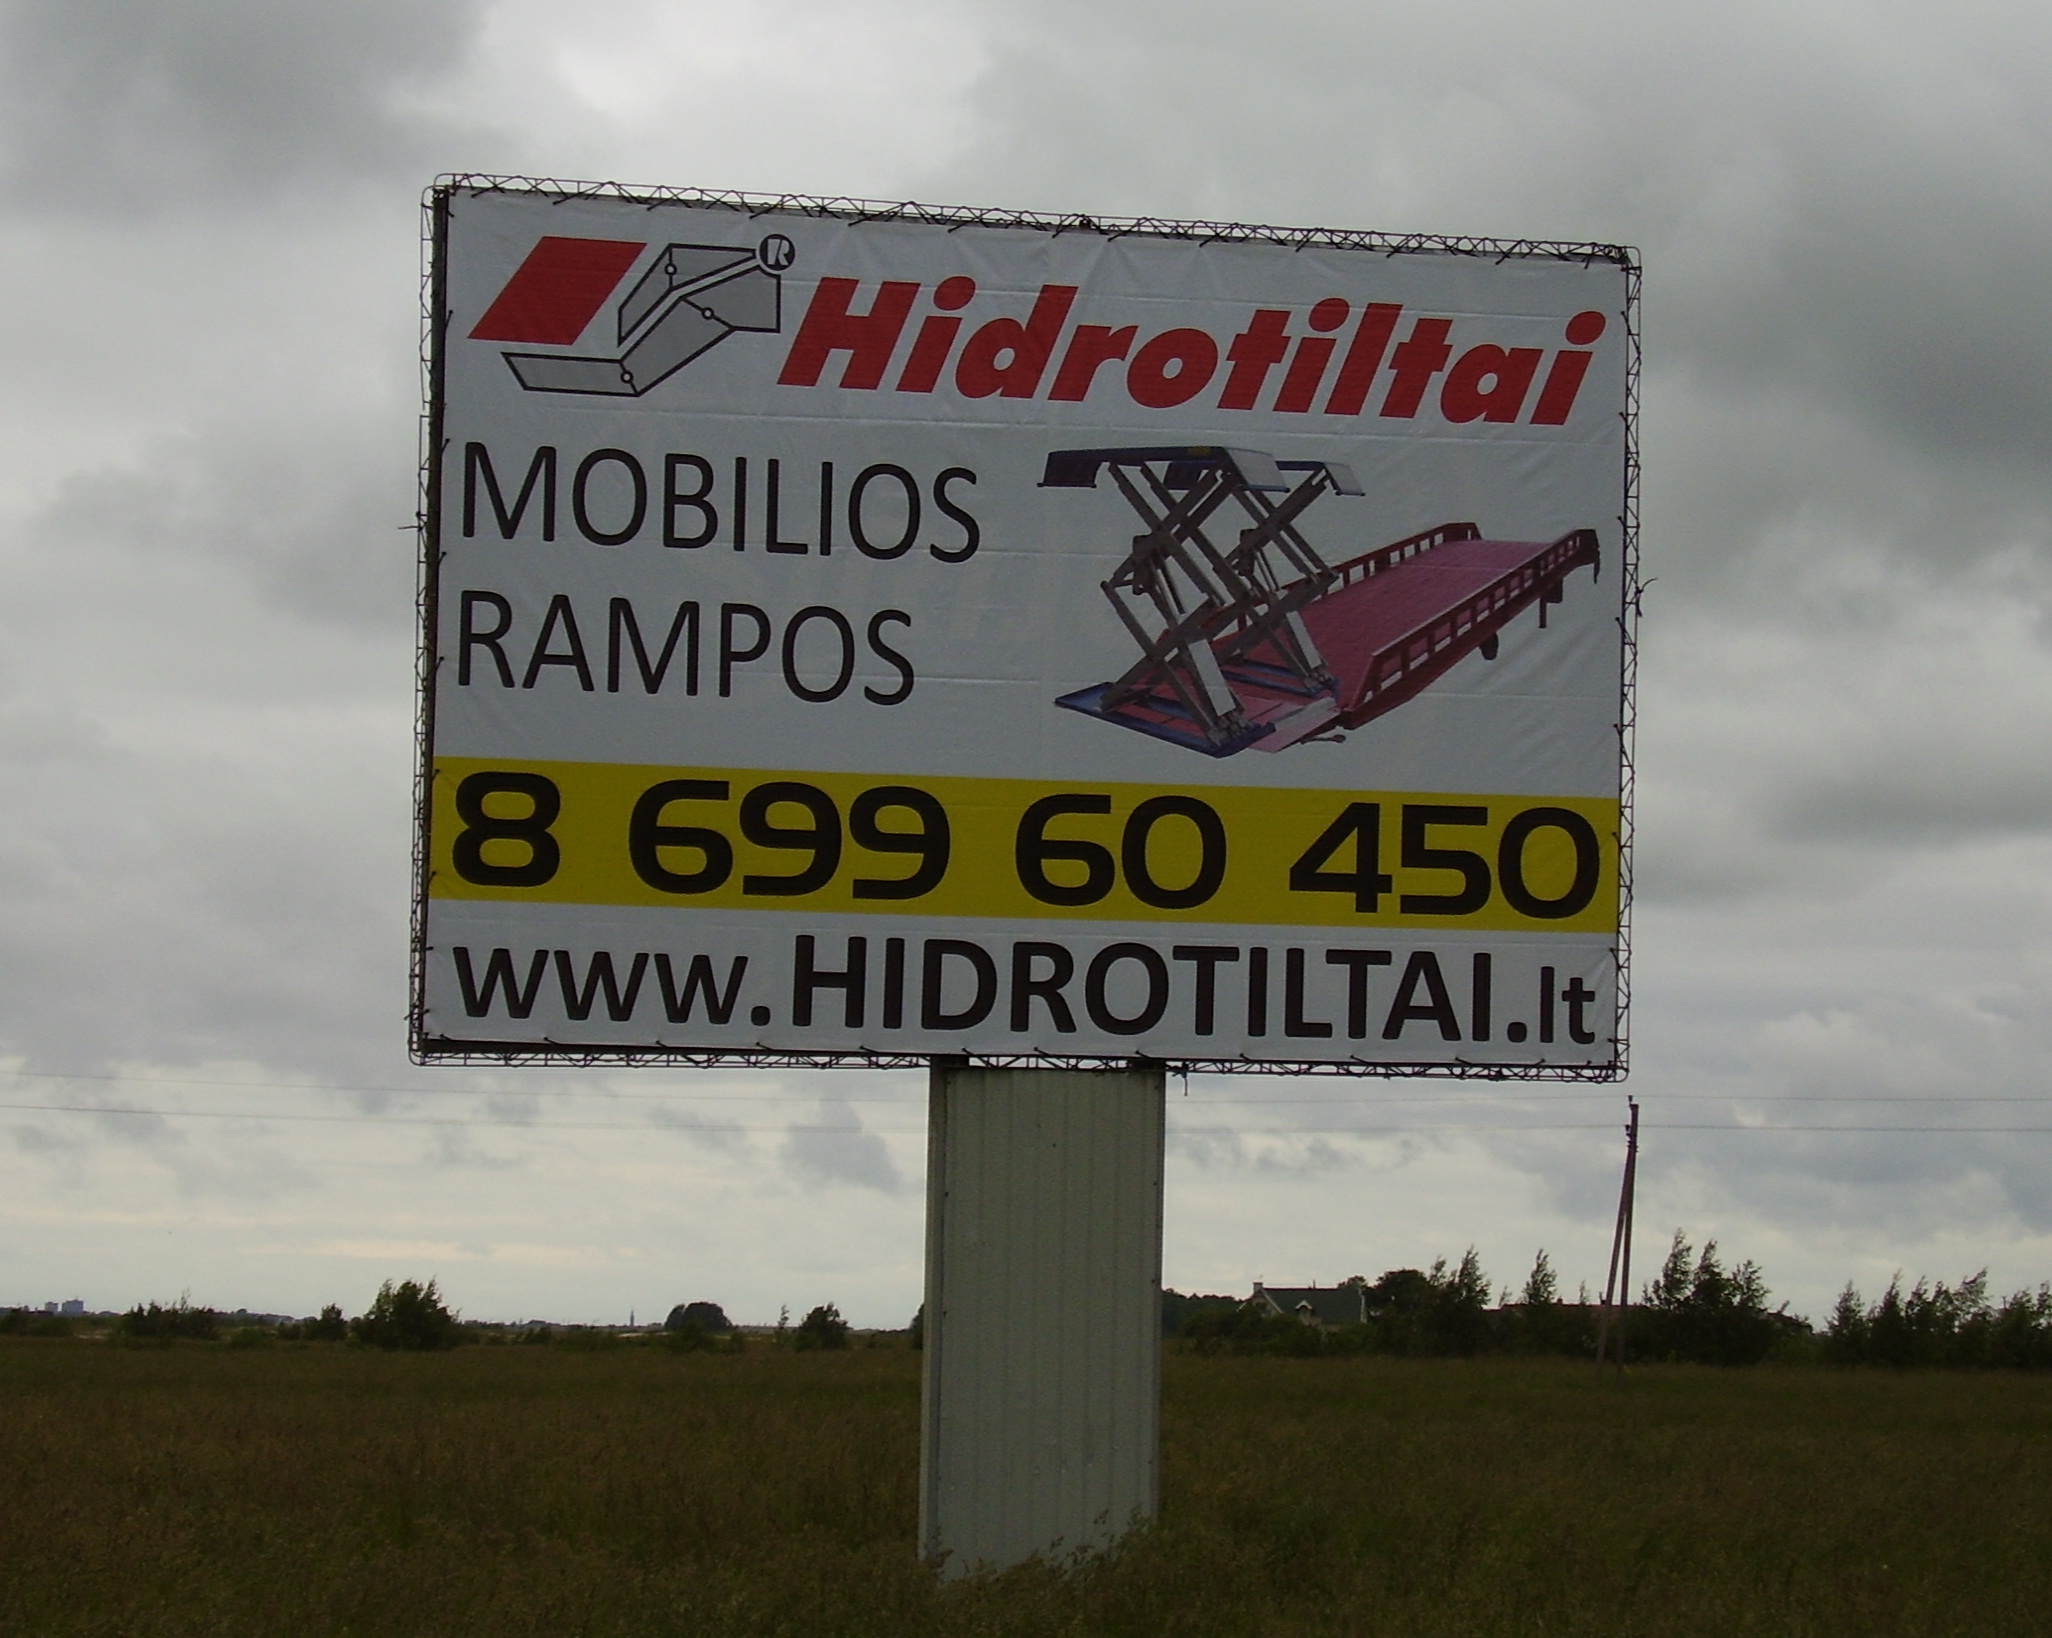 R
Hidrotiltai
MOBILIOS
RAMPOS
8 699 60 450
www.HIDROTILTAI.lt